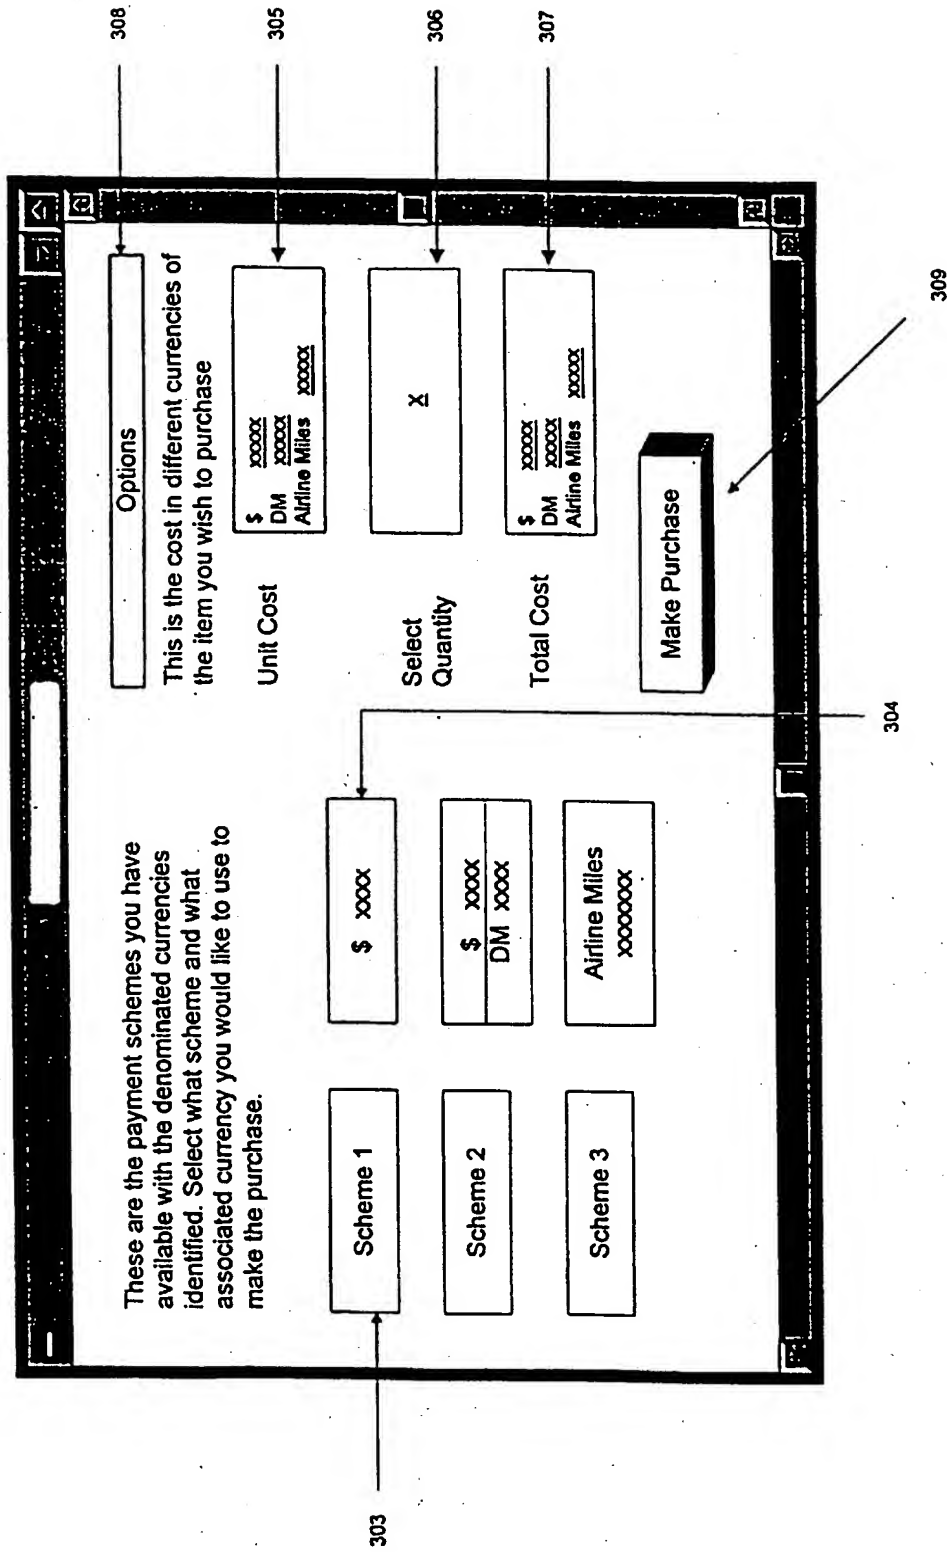 These are the payment schemes you have
available with the denominated currencies
identified. Select what scheme and what
associated currency you would like to use to
make the purchase.
Scheme 1
$ xxxx
Scheme 2
$ xxxx
DM xxxx
Scheme 3
Airline Miles
xxxxxxx
Options
This is the cost in different currencies of
the item you wish to purchase
Unit Cost
$ xxxxx
DM xxxxx
Airline Miles xxxxx
Select
Quantity
x
Total Cost
$ xxxxx
DM xxxxx
Airline Miles xxxxx
Make Purchase
303
304
308
305
306
307
309